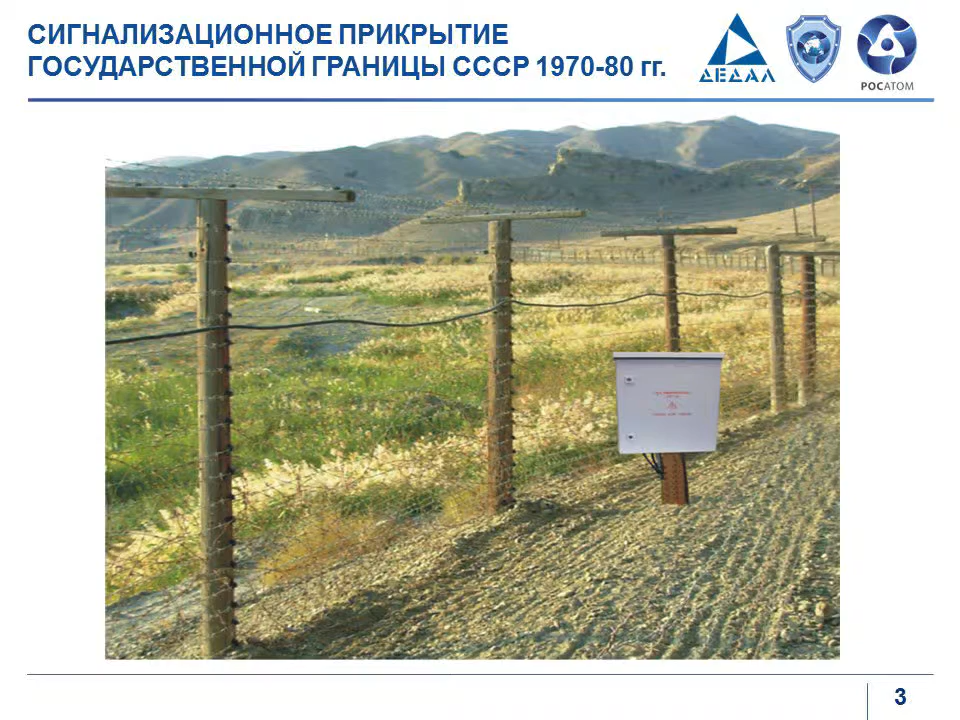 СИГНАЛИЗАЦИОННОЕ ПРИКРЫТИЕ
ГОСУДАРСТВЕННОЙ ГРАНИЦЫ СССР 1970-80 гг.
ДЕДАЛ
РОСАТОМ
3